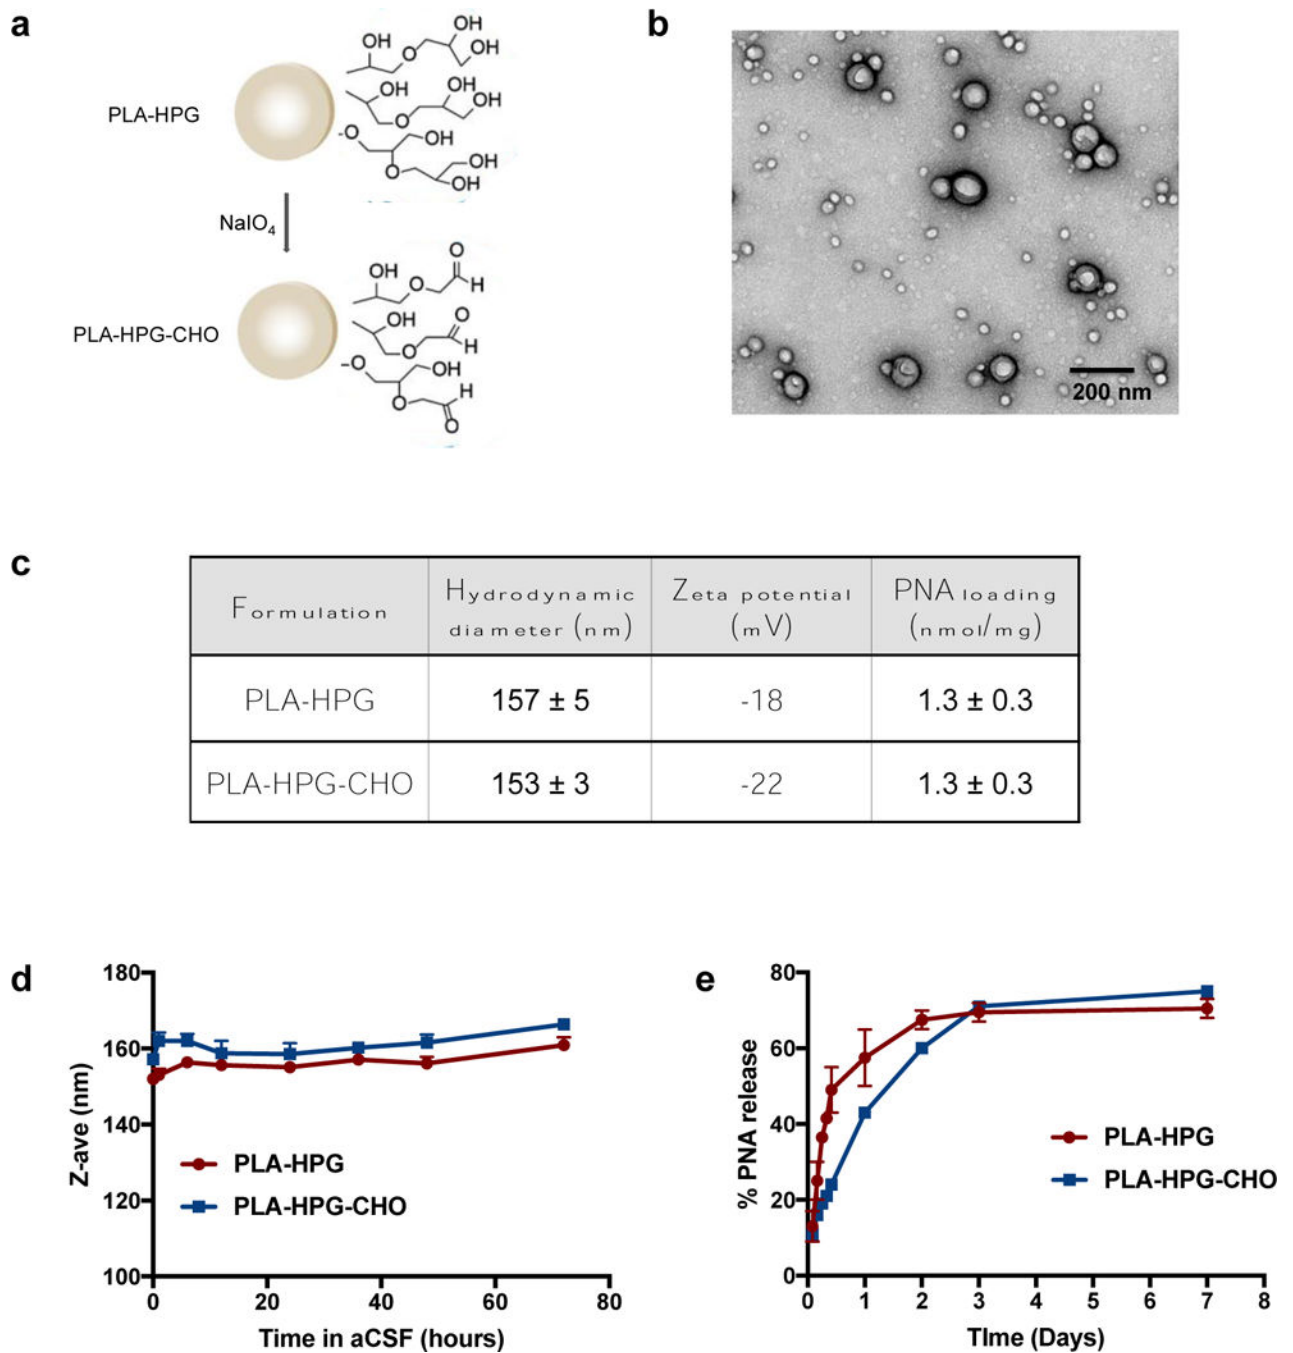 a
PLA-HPG
OH
OH
O
OH
OH
OH
OH
O
O
OH
OH
O
OH
NaIO4
PLA-HPG-CHO
O
OH
O
H
O
OH
O
H
O
OH
H
O
O
b
200 nm
c
Formulation
Hydrodynamic
diameter (nm)
Zeta potential
(mV)
PNA loading
(nmol/mg)
PLA-HPG
157 ± 5
-18
1.3 ± 0.3
PLA-HPG-CHO
153 ± 3
-22
1.3 ± 0.3
d
180
160
140
120
100
Z-ave (nm)
PLA-HPG
PLA-HPG-CHO
0 20 40 60 80
Time in aCSF (hours)
e
80
60
40
20
0
% PNA release
PLA-HPG
PLA-HPG-CHO
0 1 2 3 4 5 6 7 8
TIme (Days)